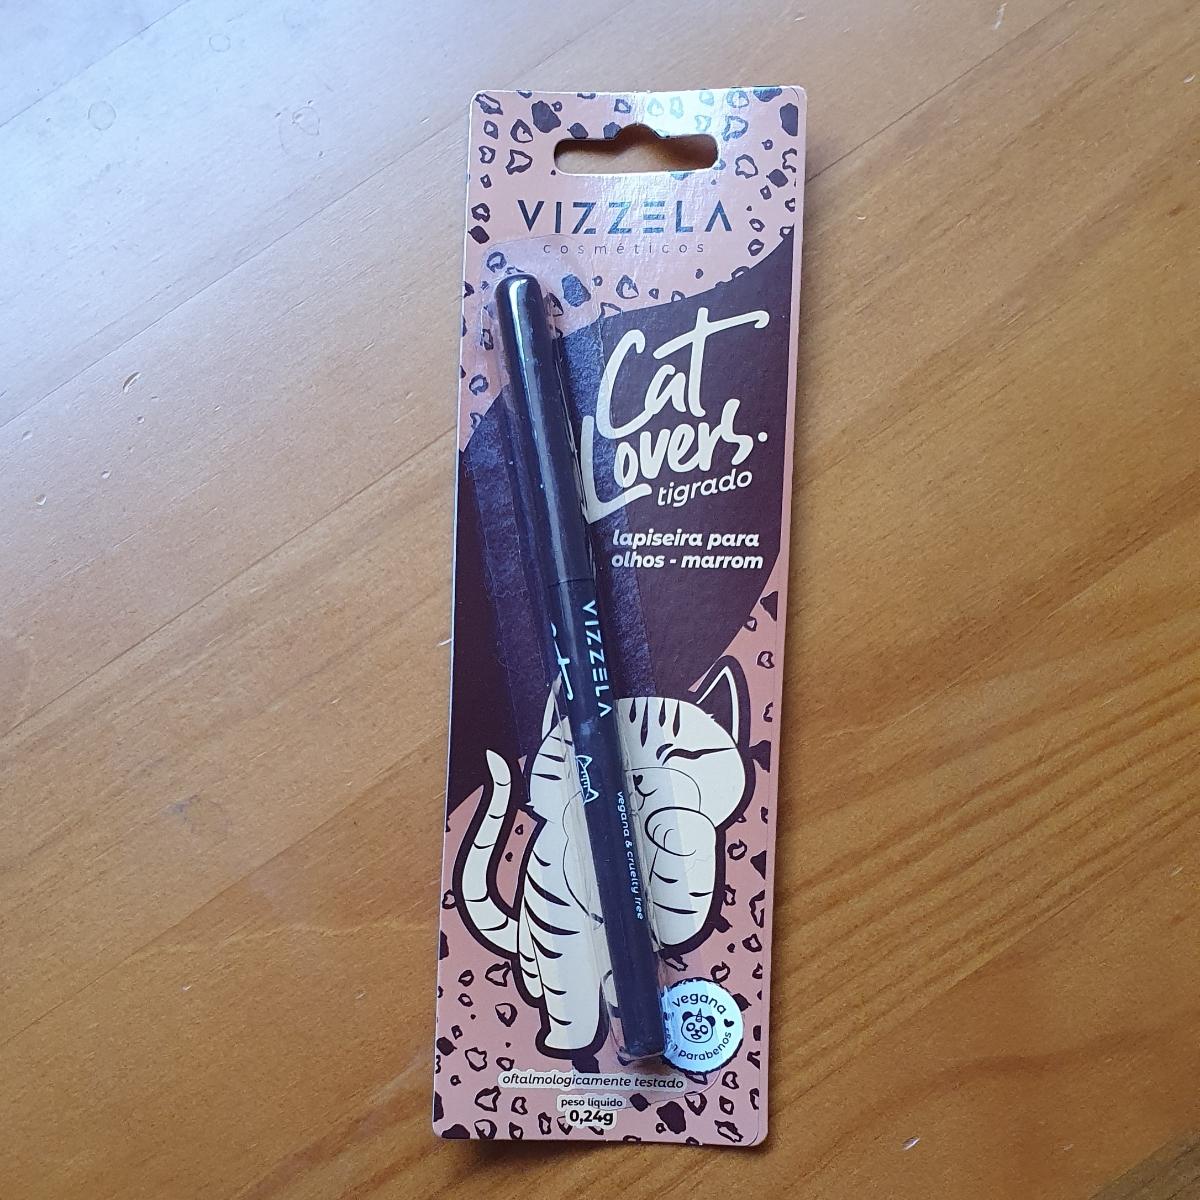 VIZZELA
cosméticos
Cat
Lovers.
tigrado
lapiseira para
olhos - marrom
VIZZELA
vegana & cruelty free
vegana
parabenos
oftalmologicamente testado
peso líquido
0,24g